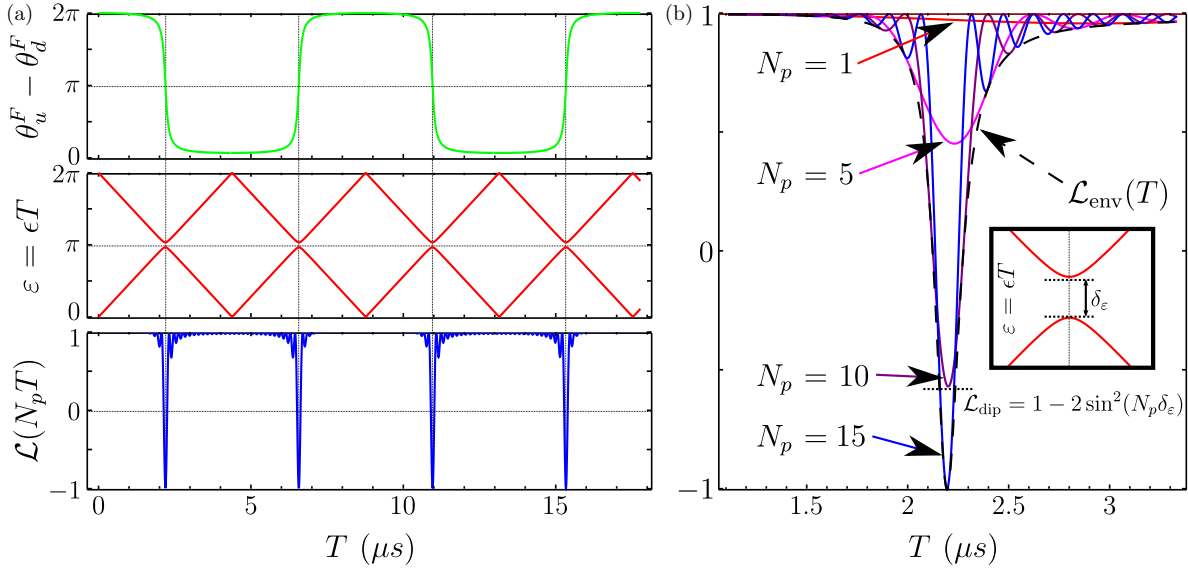 (a)
2π
π
0
θ_u^F − θ_d^F
2π
π
0
ε = ϵT
1
0
−1
ℒ(N_pT)
0
5
10
15
T (μs)
(b)
1
0
−1
N_p = 1
N_p = 5
ℒ_env(T)
ε = ϵT
δ_ε
N_p = 10
ℒ_dip = 1 − 2 sin²(N_pδ_ε)
N_p = 15
1.5
2
2.5
3
T (μs)